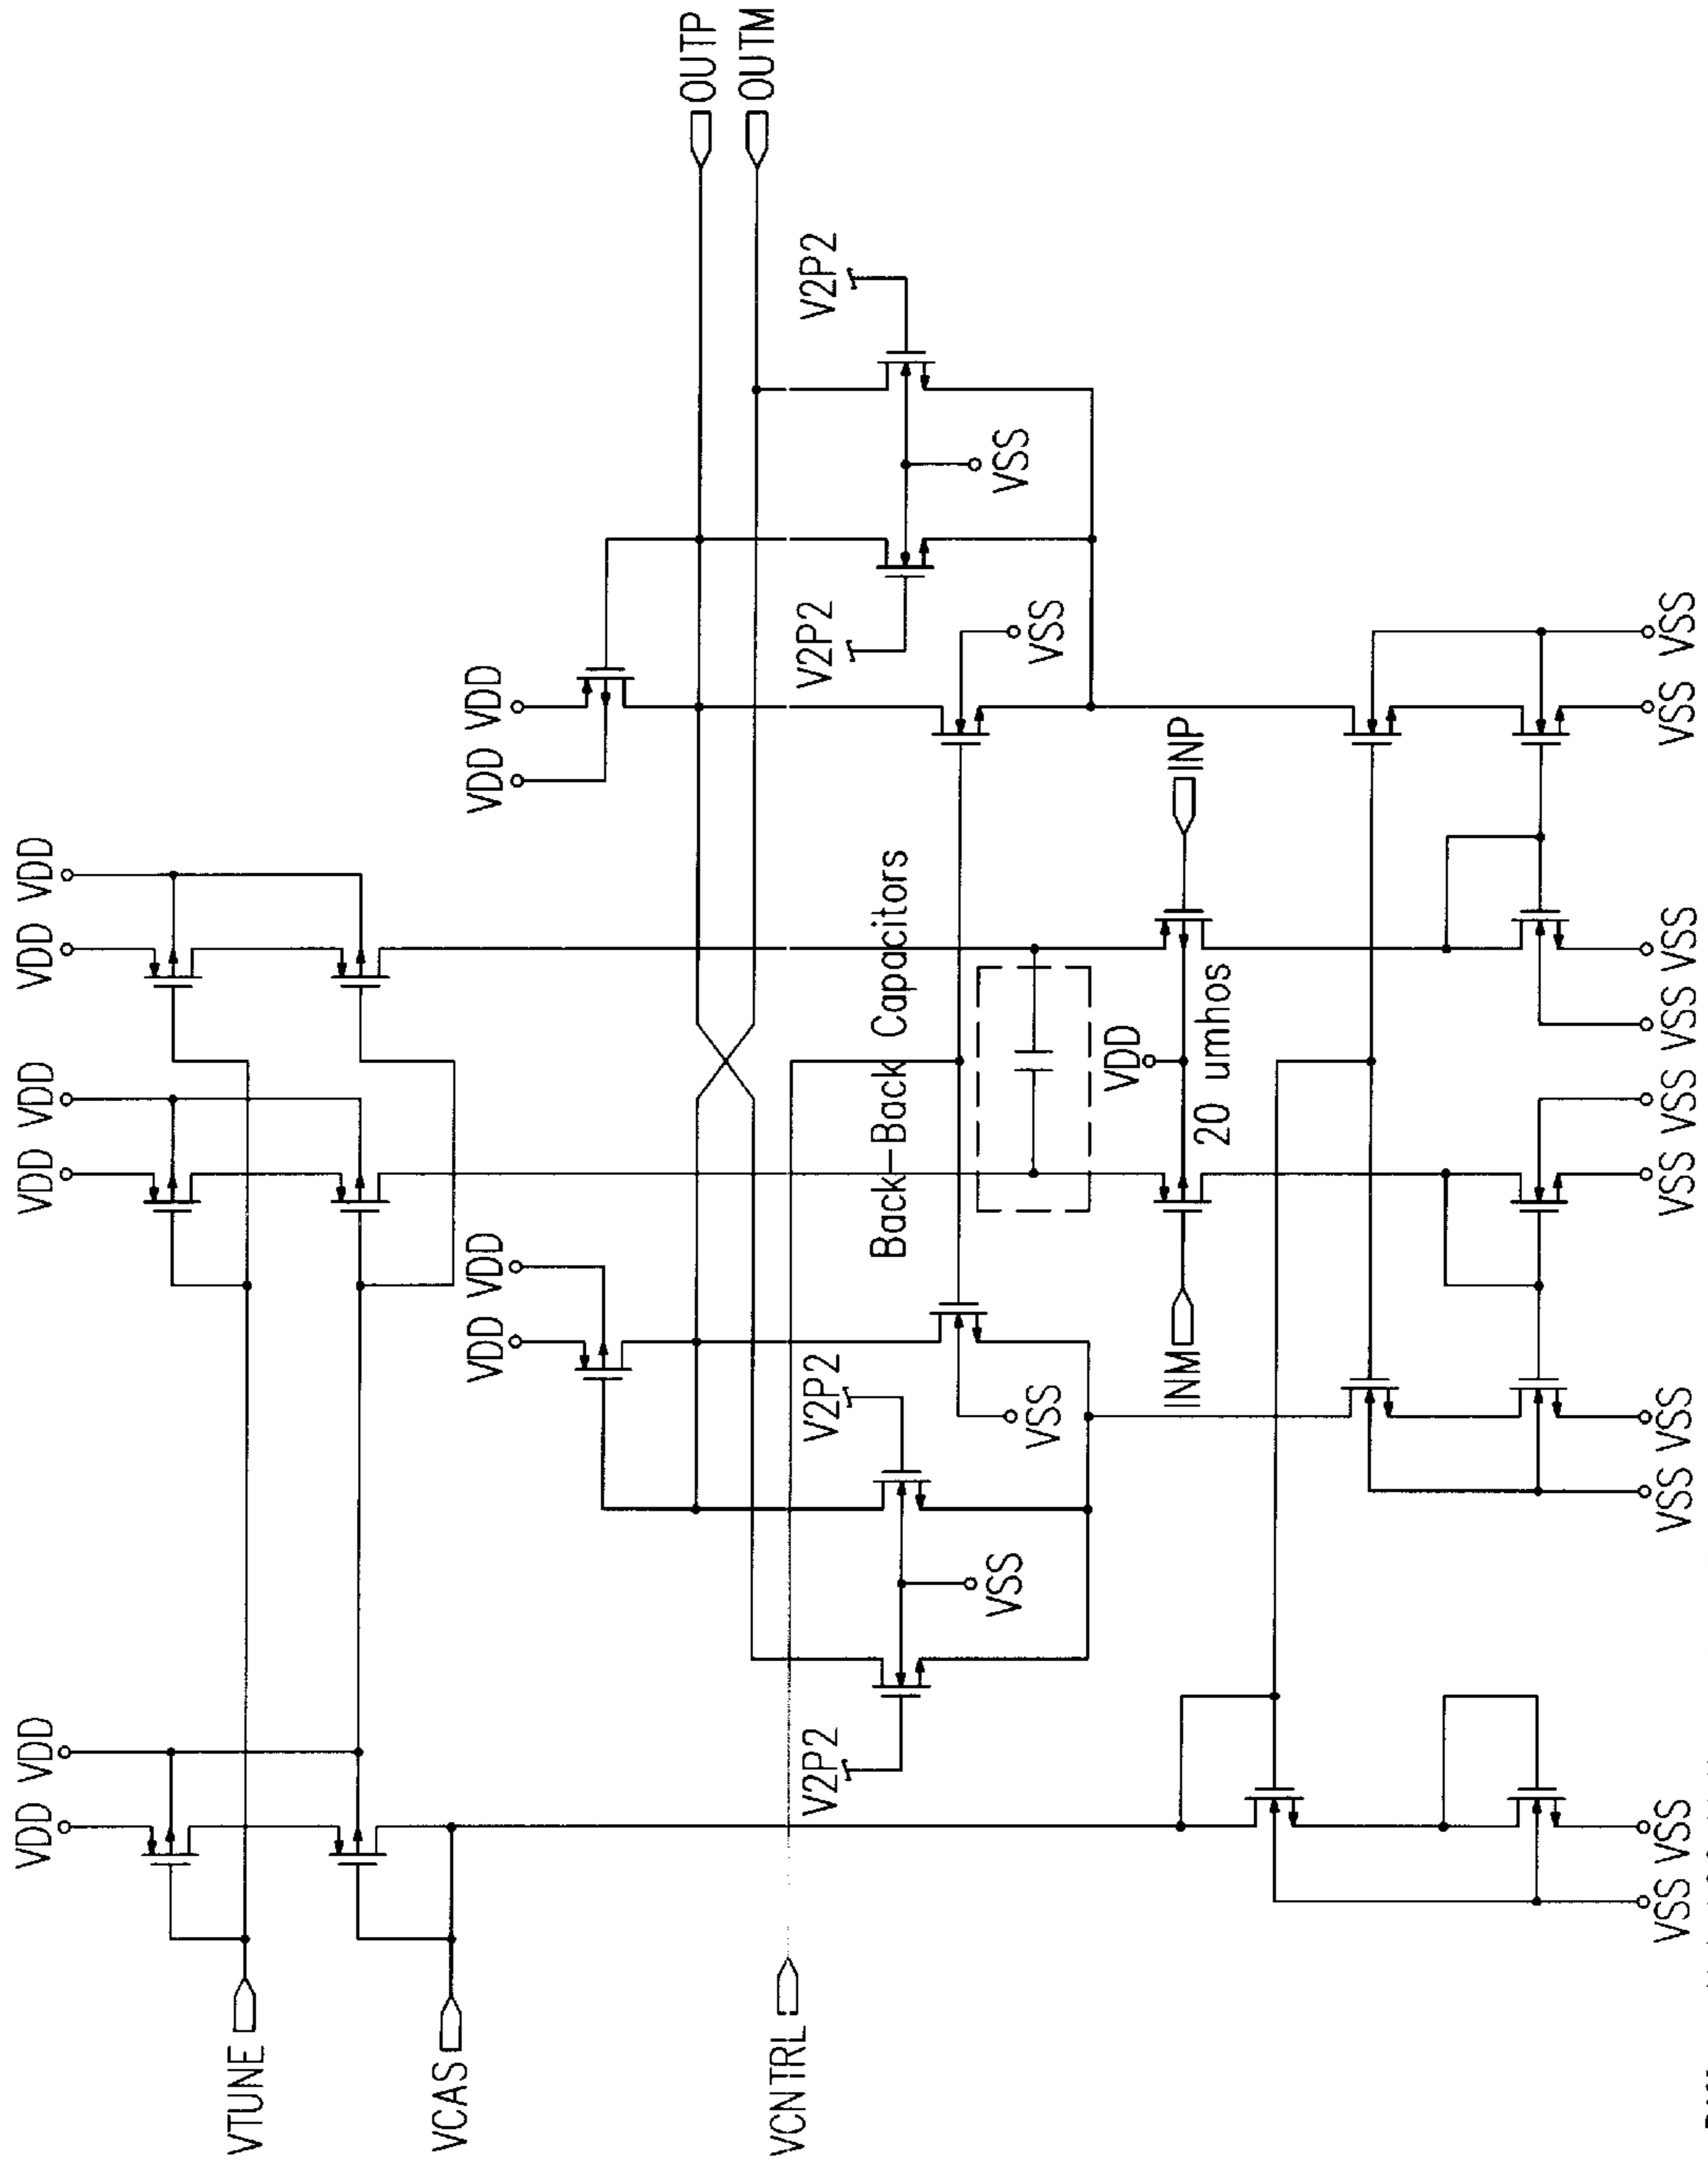 VDD VDD
VDD VDD
VDD VDD
VTUNE
VCAS
VDD VDD
VDD VDD
OUTP
OUTM
VCNTRL
V2P2
V2P2
V2P2
V2P2
Back-Back Capacitors
VSS
VSS
VSS
VSS
VDD
INM
INP
20 umhos
VSS VSS
VSS VSS
VSS VSS
VSS VSS
VSS VSS